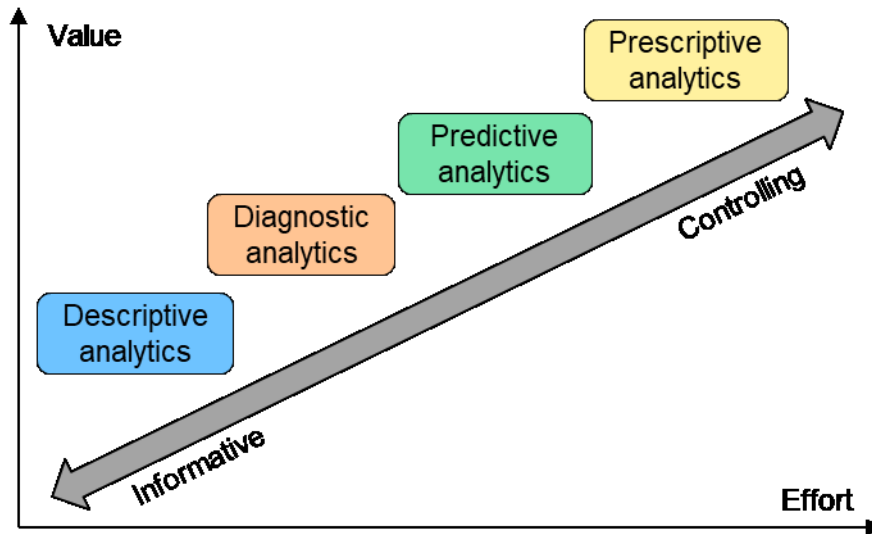 Value
Prescriptive
analytics
Predictive
analytics
Diagnostic
analytics
Descriptive
analytics
Controlling
Informative
Effort